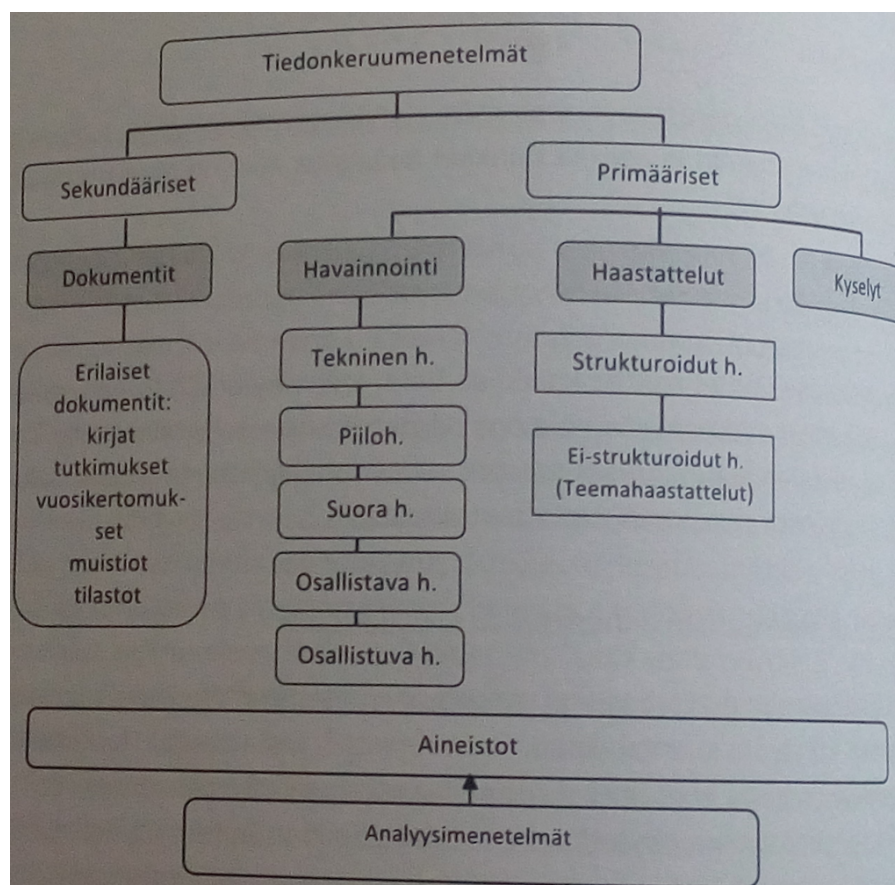 Tiedonkeruumenetelmät
Sekundääriset
Primääriset
Dokumentit
Havainnointi
Haastattelut
Kyselyt
Erilaiset
dokumentit:
kirjat
tutkimukset
vuosikertomuk-
set
muistiot
tilastot
Tekninen h.
Piiloh.
Suora h.
Osallistava h.
Osallistuva h.
Strukturoidut h.
Ei-strukturoidut h.
(Teemahaastattelut)
Aineistot
Analyysimenetelmät